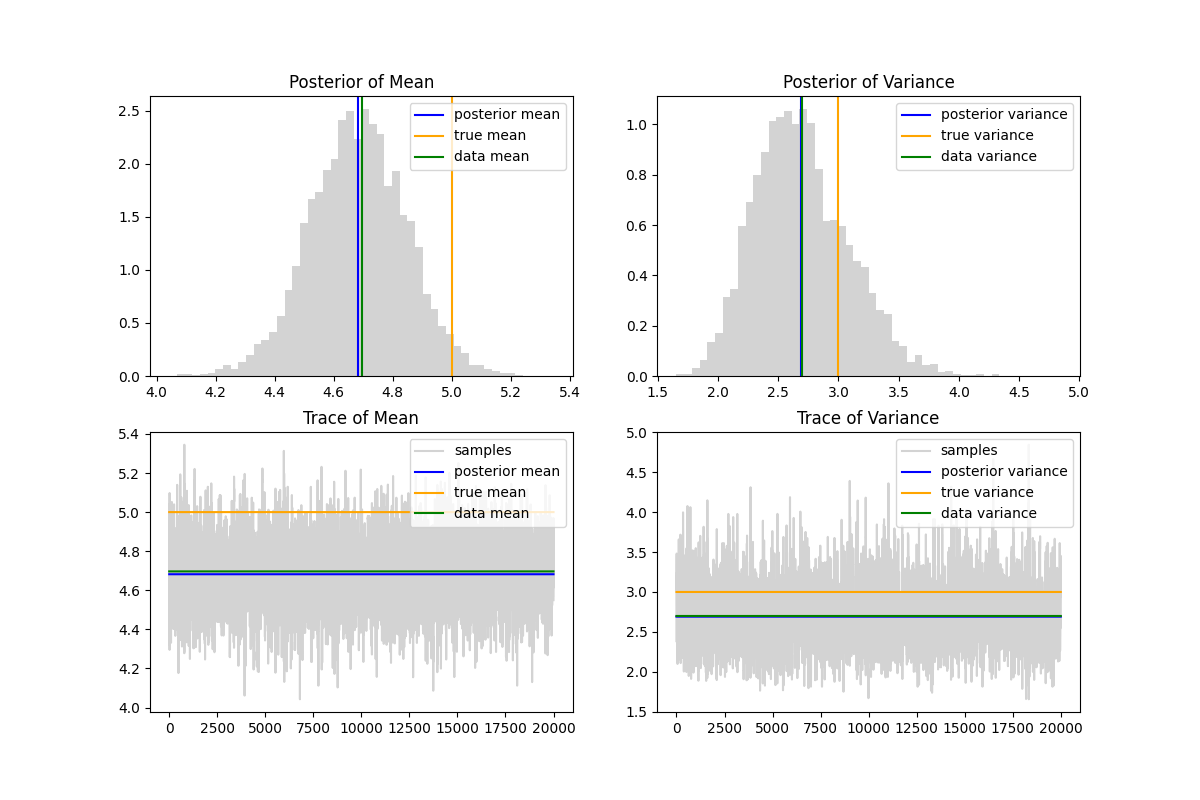 Posterior of Mean
2.5
2.0
1.5
1.0
0.5
0.0
4.0 4.2 4.4 4.6 4.8 5.0 5.2 5.4
posterior mean
true mean
data mean
Posterior of Variance
1.0
0.8
0.6
0.4
0.2
0.0
1.5 2.0 2.5 3.0 3.5 4.0 4.5 5.0
posterior variance
true variance
data variance
Trace of Mean
5.4
5.2
5.0
4.8
4.6
4.4
4.2
4.0
0 2500 5000 7500 10000 12500 15000 17500 20000
samples
posterior mean
true mean
data mean
Trace of Variance
5.0
4.5
4.0
3.5
3.0
2.5
2.0
1.5
0 2500 5000 7500 10000 12500 15000 17500 20000
samples
posterior variance
true variance
data variance